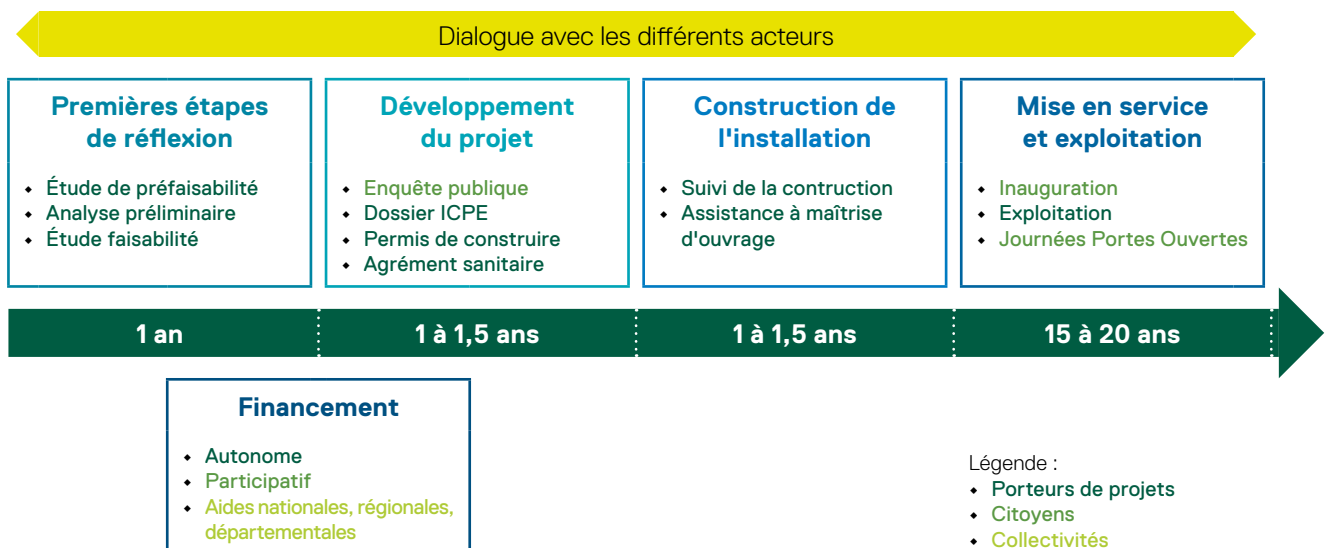 Dialogue avec les différents acteurs
Premières étapes
de réflexion
Étude de préfaisabilité
Analyse préliminaire
Étude faisabilité
Développement
du projet
Enquête publique
Dossier ICPE
Permis de construire
Agrément sanitaire
Construction de
l'installation
Suivi de la contruction
Assistance à maîtrise
d'ouvrage
Mise en service
et exploitation
Inauguration
Exploitation
Journées Portes Ouvertes
1 an
1 à 1,5 ans
1 à 1,5 ans
15 à 20 ans
Financement
Autonome
Participatif
Aides nationales, régionales,
départementales
Légende :
Porteurs de projets
Citoyens
Collectivités